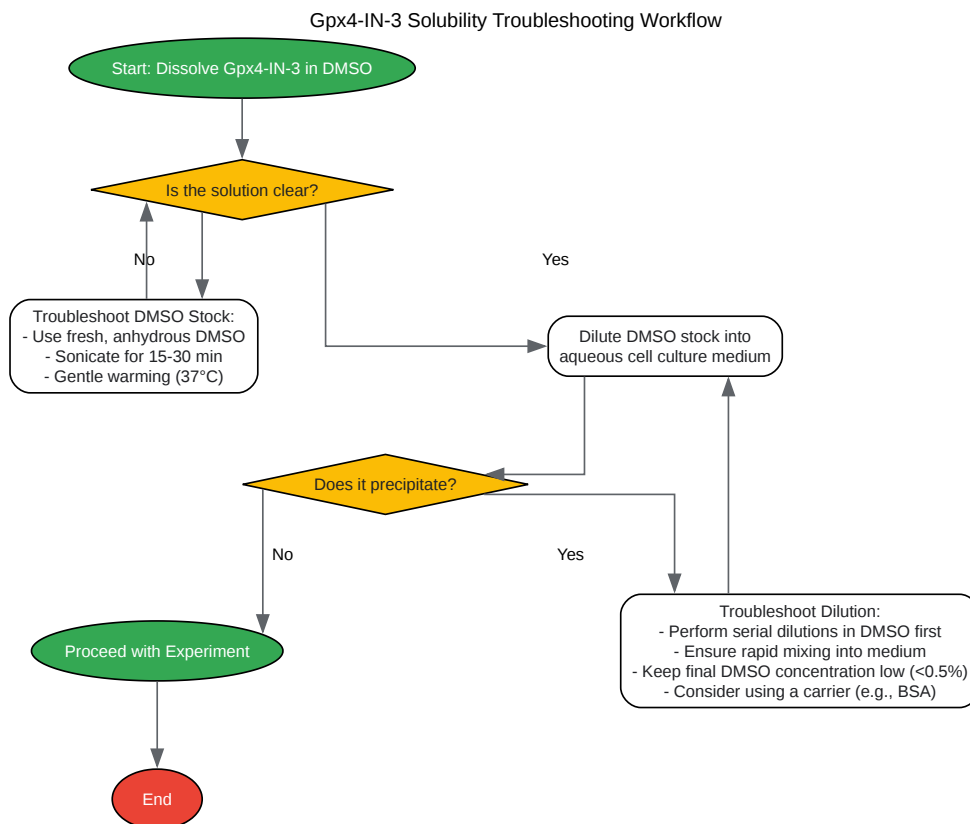 Gpx4-IN-3 Solubility Troubleshooting Workflow
Start: Dissolve Gpx4-IN-3 in DMSO
Is the solution clear?
No
Yes
Troubleshoot DMSO Stock:
- Use fresh, anhydrous DMSO
- Sonicate for 15-30 min
- Gentle warming (37°C)
Dilute DMSO stock into
aqueous cell culture medium
Does it precipitate?
No
Yes
Troubleshoot Dilution:
- Perform serial dilutions in DMSO first
- Ensure rapid mixing into medium
- Keep final DMSO concentration low (<0.5%)
- Consider using a carrier (e.g., BSA)
Proceed with Experiment
End